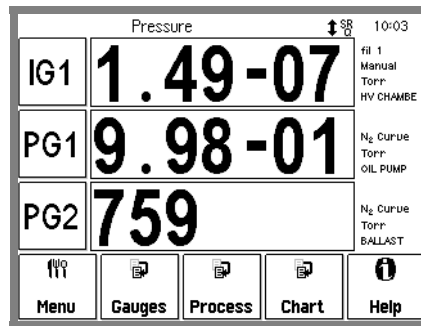 Pressure SRQ 10:03
IG1 1.49-07 fil 1
Manual
Torr
HV CHAMBE
PG1 9.98-01 N₂ Curve
Torr
OIL PUMP
PG2 759 N₂ Curve
Torr
BALLAST
Menu Gauges Process Chart Help